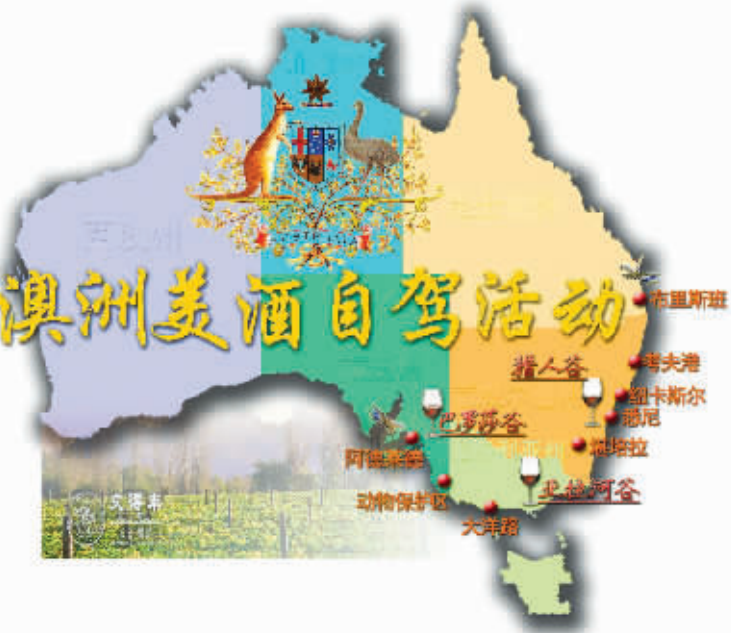 澳洲美酒自驾活动
布里斯班
考夫港
猎人谷
纽卡斯尔
悉尼
巴罗莎谷
堪培拉
阿德莱德
亚拉河谷
动物保护区
大洋路